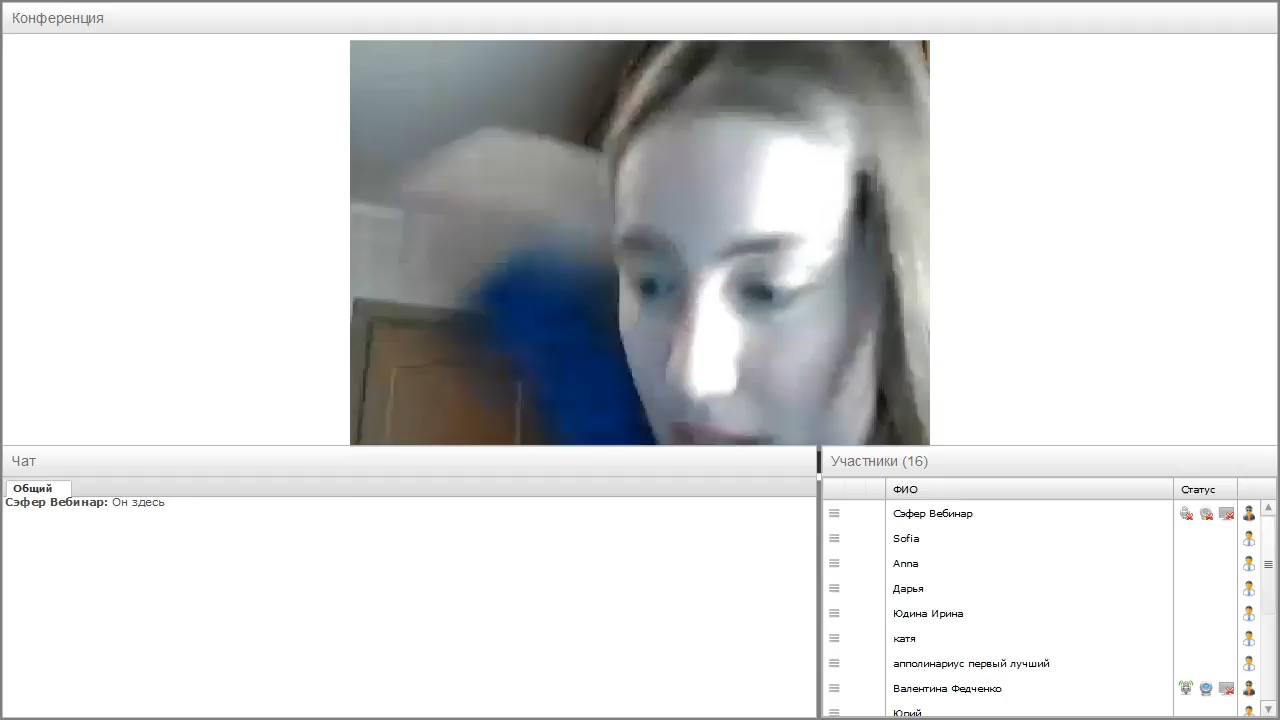 Конференция
Чат
Общий
Сэфер Вебинар: Он здесь
Участники (16)
ФИО Статус
Сэфер Вебинар
Sofia
Anna
Дарья
Юдина Ирина
катя
апполинариус первый лучший
Валентина Федченко
Юрий